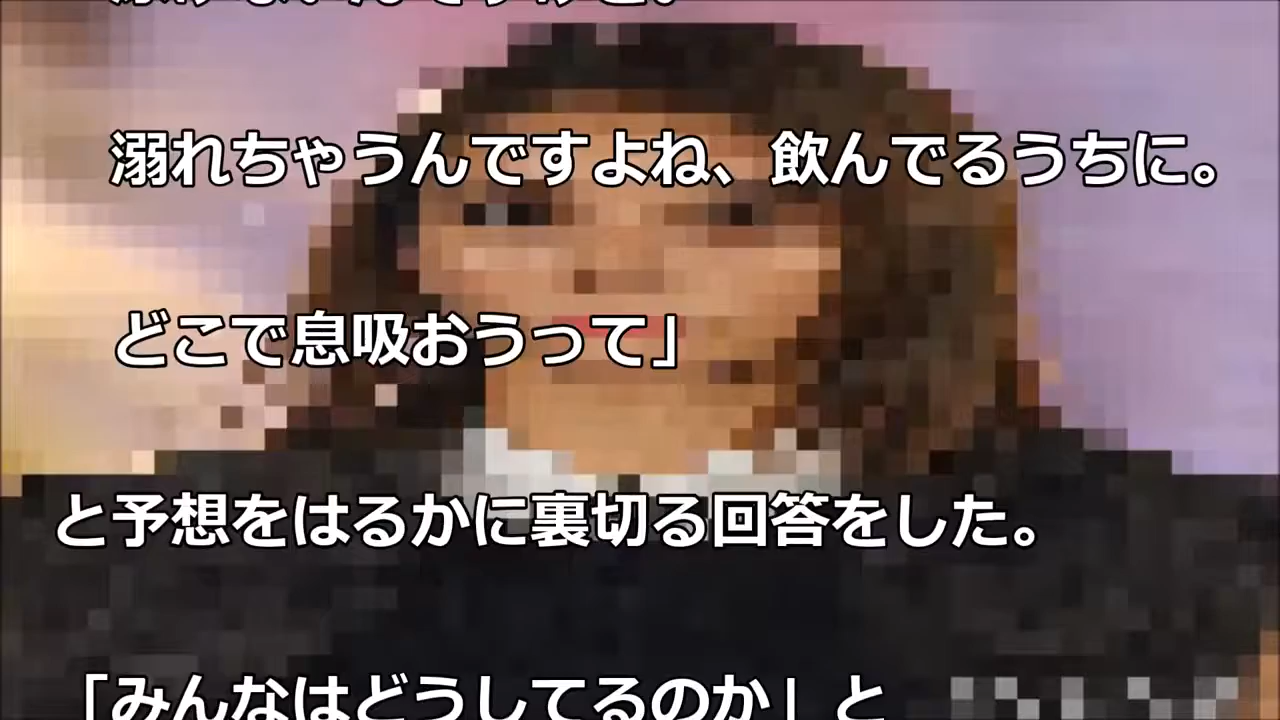 溺れちゃうんですよね、飲んでるうちに。
どこで息吸おうって」
と予想をはるかに裏切る回答をした。
「みんなはどうしてるのか」と